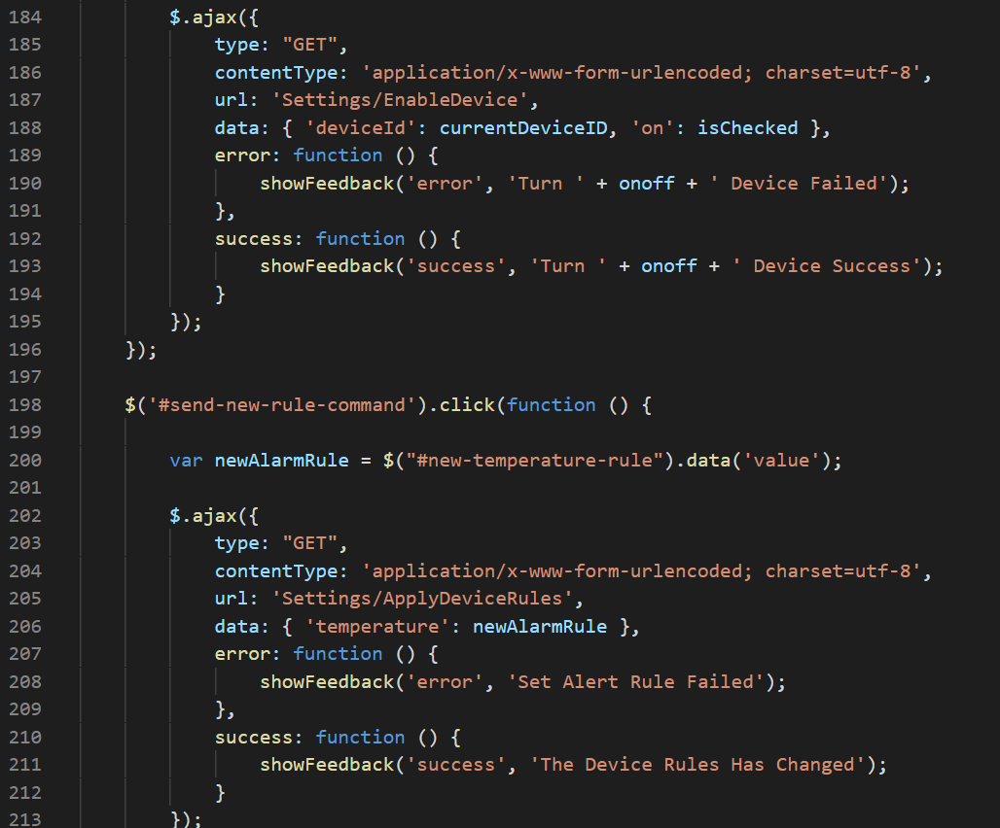 184 $.ajax({
185 type: "GET",
186 contentType: 'application/x-www-form-urlencoded; charset=utf-8',
187 url: 'Settings/EnableDevice',
188 data: { 'deviceId': currentDeviceID, 'on': isChecked },
189 error: function () {
190 showFeedback('error', 'Turn ' + onoff + ' Device Failed');
191 },
192 success: function () {
193 showFeedback('success', 'Turn ' + onoff + ' Device Success');
194 }
195 });
196 });
197
198 $('#send-new-rule-command').click(function () {
199
200 var newAlarmRule = $("#new-temperature-rule").data('value');
201
202 $.ajax({
203 type: "GET",
204 contentType: 'application/x-www-form-urlencoded; charset=utf-8',
205 url: 'Settings/ApplyDeviceRules',
206 data: { 'temperature': newAlarmRule },
207 error: function () {
208 showFeedback('error', 'Set Alert Rule Failed');
209 },
210 success: function () {
211 showFeedback('success', 'The Device Rules Has Changed');
212 }
213 });